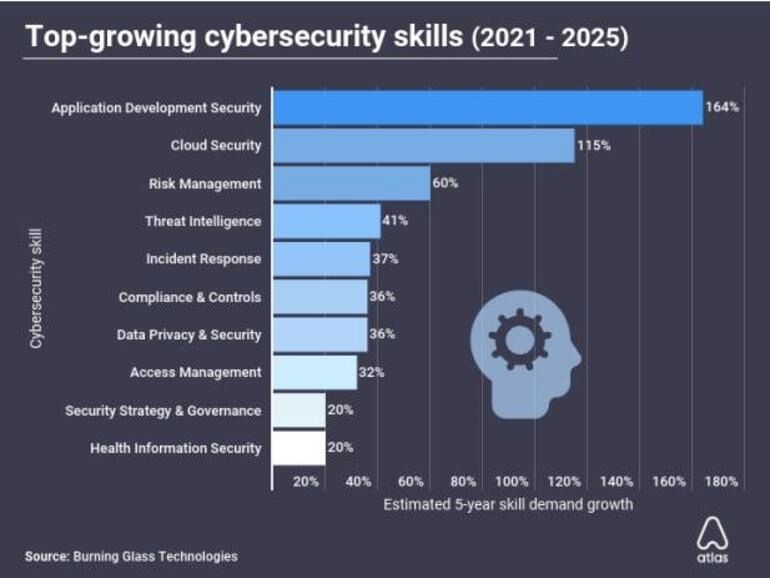 Top-growing cybersecurity skills (2021 - 2025)
Application Development Security 164%
Cloud Security 115%
Risk Management 60%
Threat Intelligence 41%
Incident Response 37%
Compliance & Controls 36%
Data Privacy & Security 36%
Access Management 32%
Security Strategy & Governance 20%
Health Information Security 20%
Cybersecurity skill
20% 40% 60% 80% 100% 120% 140% 160% 180%
Estimated 5-year skill demand growth
Source: Burning Glass Technologies
atlas